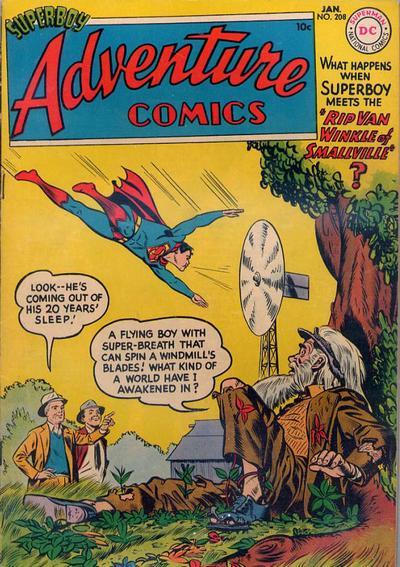 SUPERBOY
Adventure
COMICS
10¢
JAN.
NO. 208
SUPERMAN
DC
NATIONAL COMICS
WHAT HAPPENS
WHEN
SUPERBOY
MEETS THE
"RIP VAN
WINKLE of
SMALLVILLE"
?
LOOK--HE'S
COMING OUT OF
HIS 20 YEARS'
SLEEP!
A FLYING BOY WITH
SUPER-BREATH THAT
CAN SPIN A WINDMILL'S
BLADES! WHAT KIND OF
A WORLD HAVE I
AWAKENED IN?